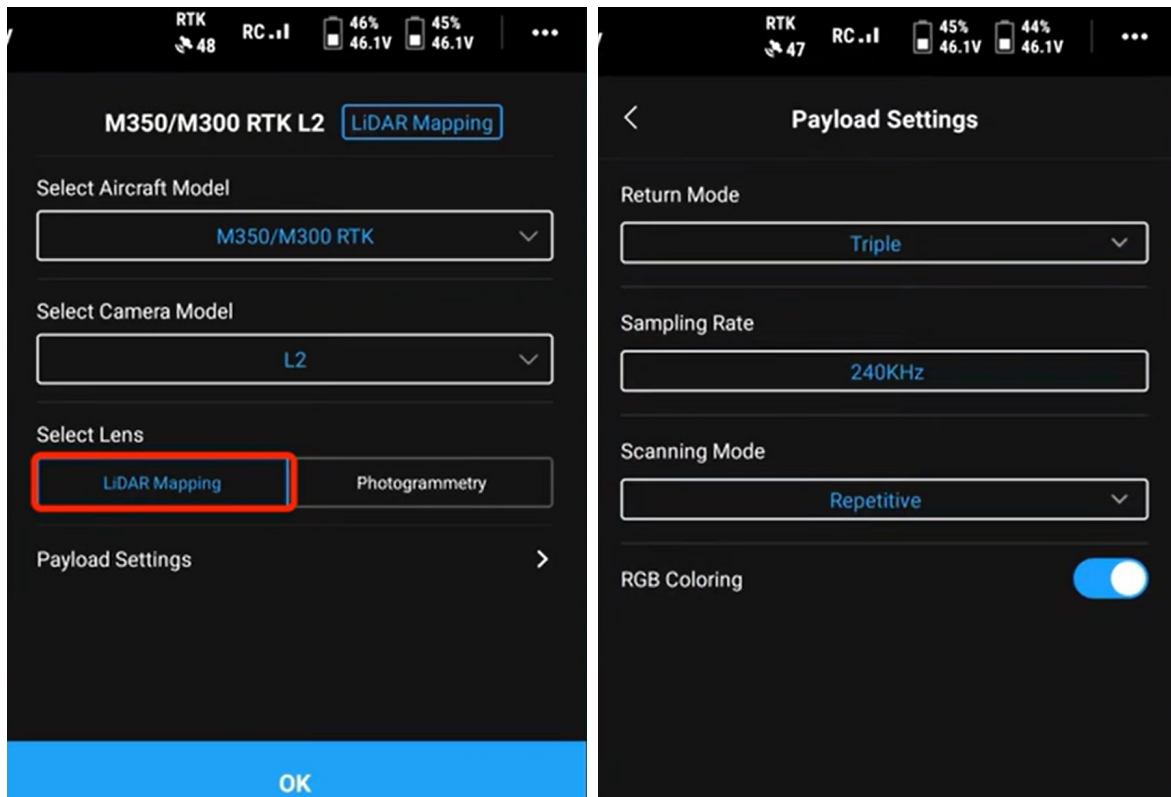 RTK
48
RC
46%
46.1V
45%
46.1V
M350/M300 RTK L2 LiDAR Mapping
Select Aircraft Model
M350/M300 RTK
Select Camera Model
L2
Select Lens
LiDAR Mapping Photogrammetry
Payload Settings
OK
RTK
47
RC
45%
46.1V
44%
46.1V
Payload Settings
Return Mode
Triple
Sampling Rate
240KHz
Scanning Mode
Repetitive
RGB Coloring